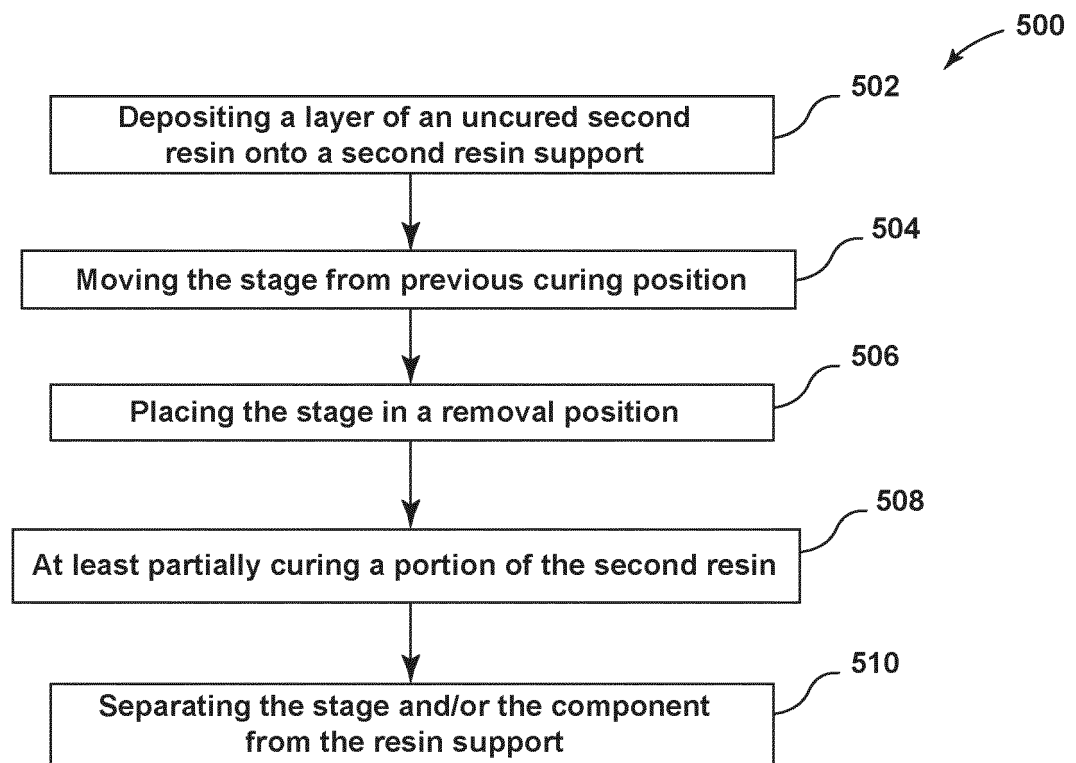 500
502
Depositing a layer of an uncured second
resin onto a second resin support
504
Moving the stage from previous curing position
506
Placing the stage in a removal position
508
At least partially curing a portion of the second resin
510
Separating the stage and/or the component
from the resin support